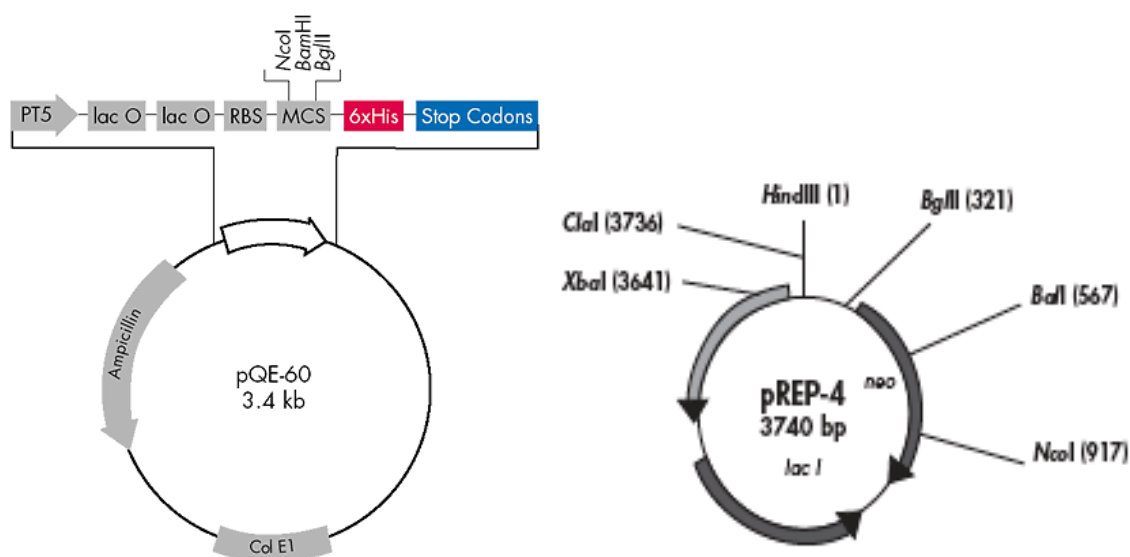 NcoI
BamHI
BglII
PT5
lac O
lac O
RBS
MCS
6xHis
Stop Codons
Ampicillin
pQE-60
3.4 kb
Col E1
HindIII (1)
BglII (321)
ClaI (3736)
XbaI (3641)
BalI (567)
neo
pREP-4
3740 bp
lac I
NcoI (917)